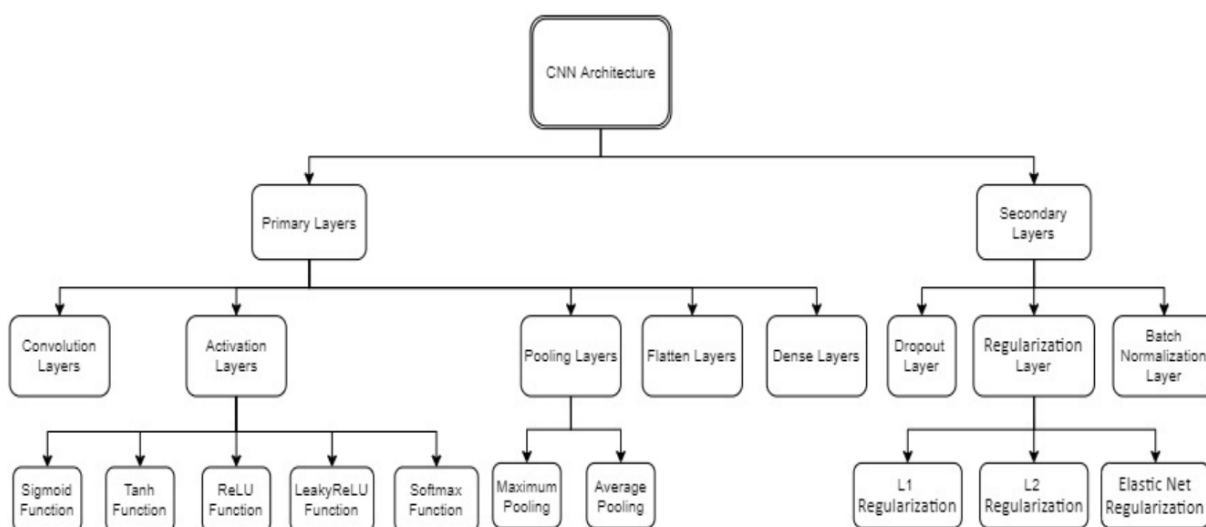 CNN Architecture
Primary Layers
Secondary
Layers
Convolution
Layers
Activation
Layers
Pooling Layers
Flatten Layers
Dense Layers
Dropout
Layer
Regularization
Layer
Batch
Normalization
Layer
Sigmoid
Function
Tanh
Function
ReLU
Function
LeakyReLU
Function
Softmax
Function
Maximum
Pooling
Average
Pooling
L1
Regularization
L2
Regularization
Elastic Net
Regularization